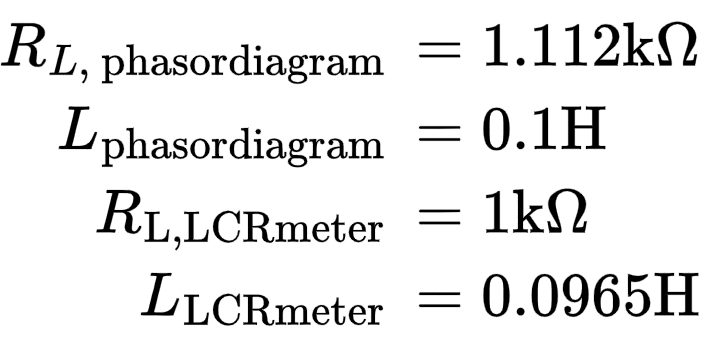 R_{L, phasordiagram} = 1.112kΩ
L_{phasordiagram} = 0.1H
R_{L,LCRmeter} = 1kΩ
L_{LCRmeter} = 0.0965H